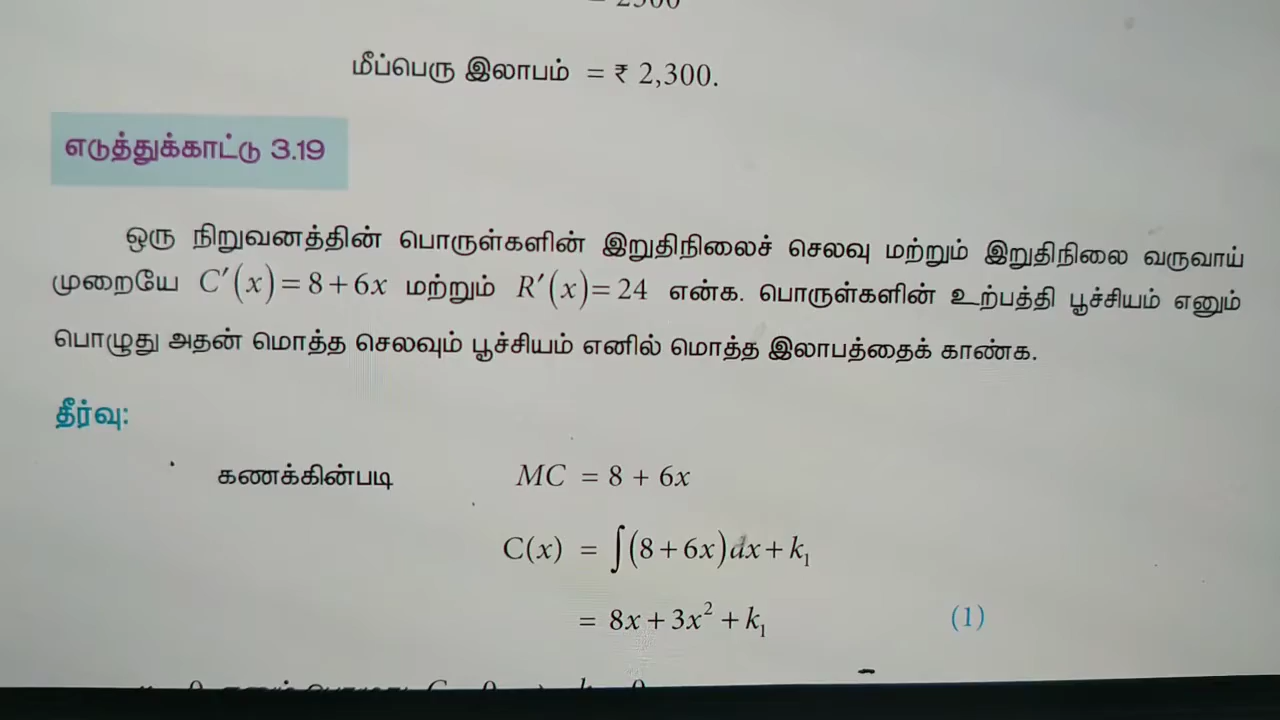 மீப்பெரு இலாபம் = ₹ 2,300.
எடுத்துக்காட்டு 3.19
ஒரு நிறுவனத்தின் பொருள்களின் இறுதிநிலைச் செலவு மற்றும் இறுதிநிலை வருவாய்
முறையே C′(x)=8+6x மற்றும் R′(x)=24 என்க. பொருள்களின் உற்பத்தி பூச்சியம் எனும்
பொழுது அதன் மொத்த செலவும் பூச்சியம் எனில் மொத்த இலாபத்தைக் காண்க.
தீர்வு:
கணக்கின்படி MC = 8 + 6x
C(x) = ∫(8+6x)dx+k₁
= 8x+3x²+k₁ (1)